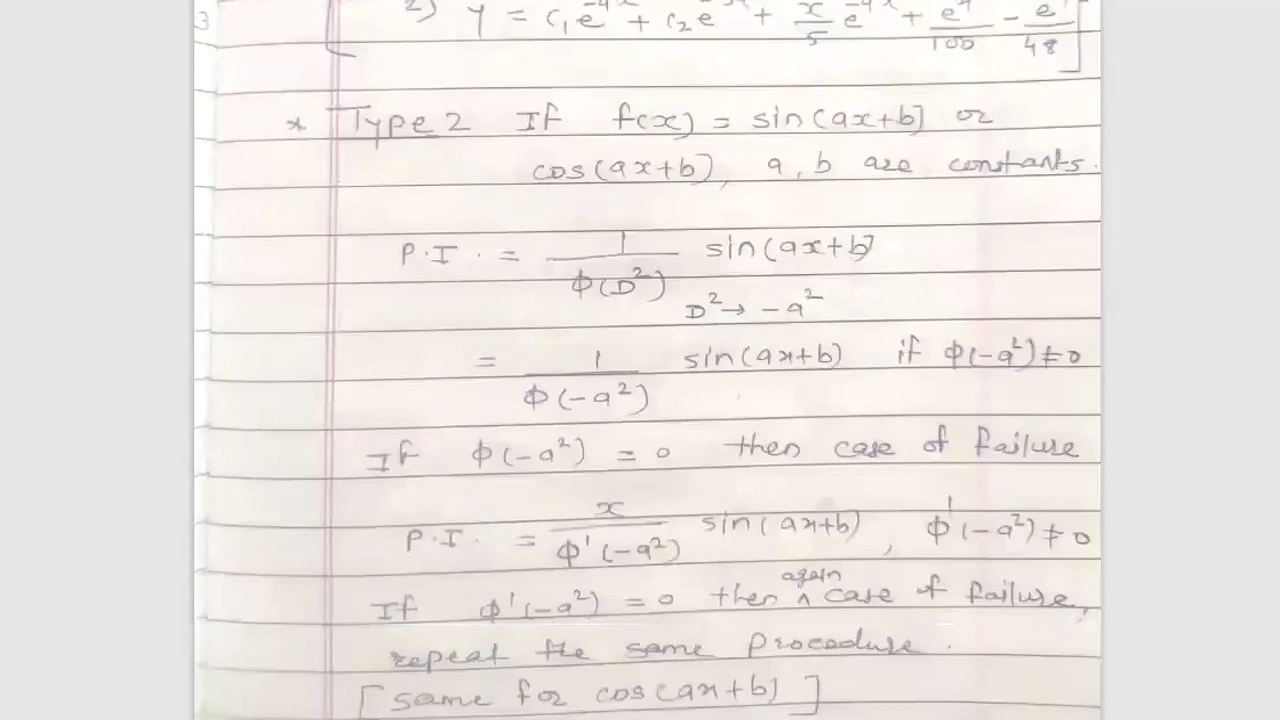 2) y = c₁e⁻⁴ˣ + c₂e + x/5 e⁻⁴ˣ + e⁴/100 - e/48 ]
* Type 2 If f(x) = sin(ax+b) or
cos(ax+b), a, b are constants.
P.I. = 1/ϕ(D²) sin(ax+b)
D² → -a²
= 1/ϕ(-a²) sin(ax+b) if ϕ(-a²) ≠ 0
If ϕ(-a²) = 0 then case of failure
P.I. = x/ϕ'(-a²) sin(ax+b), ϕ'(-a²) ≠ 0
If ϕ'(-a²) = 0 then again case of failure,
repeat the same procedure.
[same for cos(ax+b)]